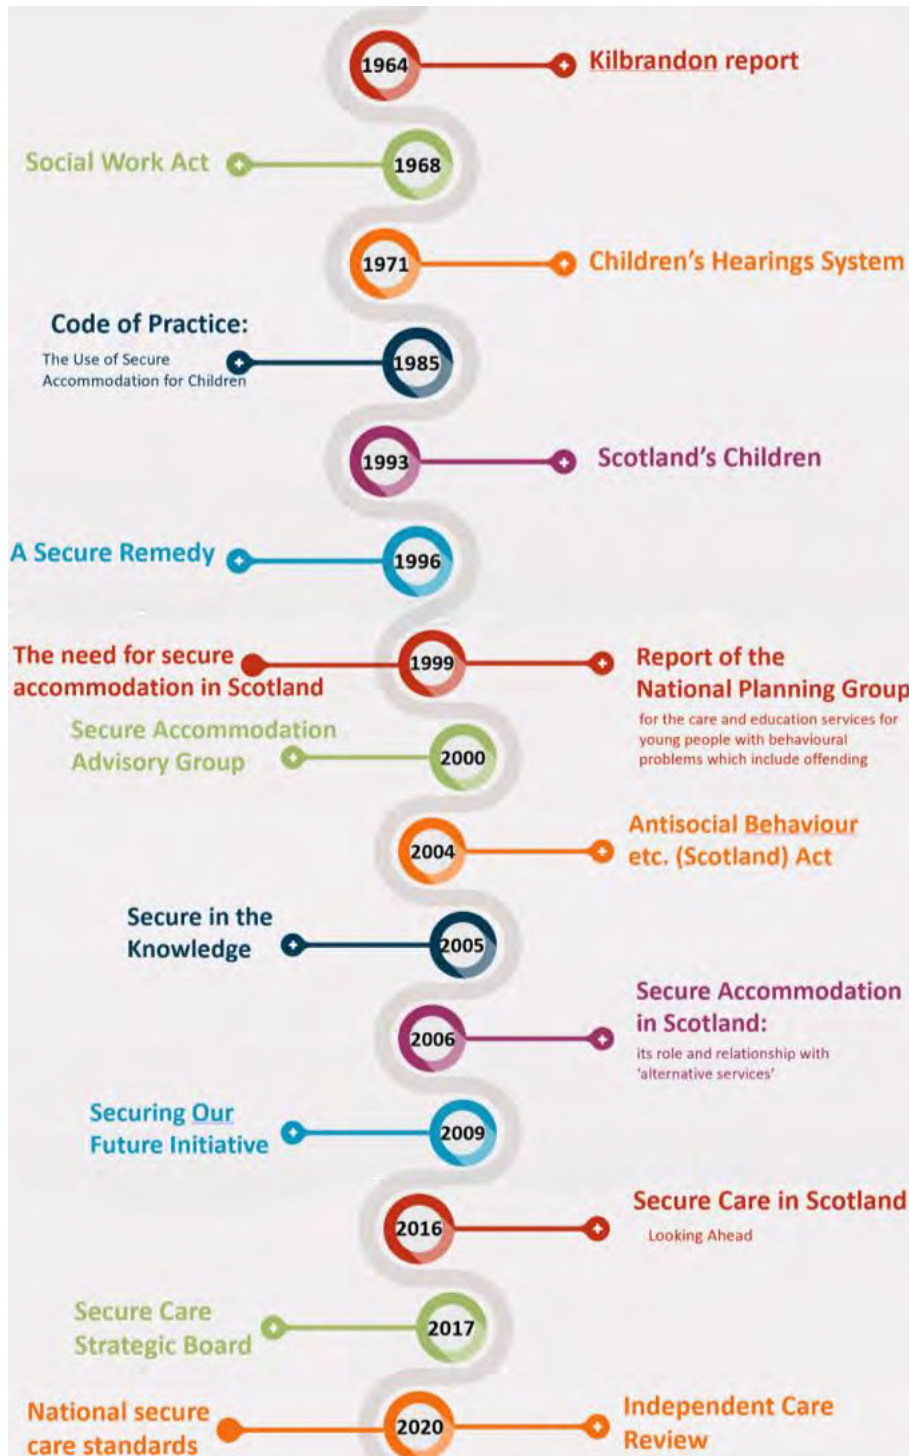 1964
Kilbrandon report
Social Work Act
1968
1971
Children's Hearings System
Code of Practice:
The Use of Secure
Accommodation for Children
1985
1993
Scotland's Children
A Secure Remedy
1996
The need for secure
accommodation in Scotland
1999
Report of the
National Planning Group
for the care and education services for
young people with behavioural
problems which include offending
Secure Accommodation
Advisory Group
2000
2004
Antisocial Behaviour
etc. (Scotland) Act
Secure in the
Knowledge
2005
2006
Secure Accommodation
in Scotland:
its role and relationship with
'alternative services'
Securing Our
Future Initiative
2009
2016
Secure Care in Scotland
Looking Ahead
Secure Care
Strategic Board
2017
National secure
care standards
2020
Independent Care
Review